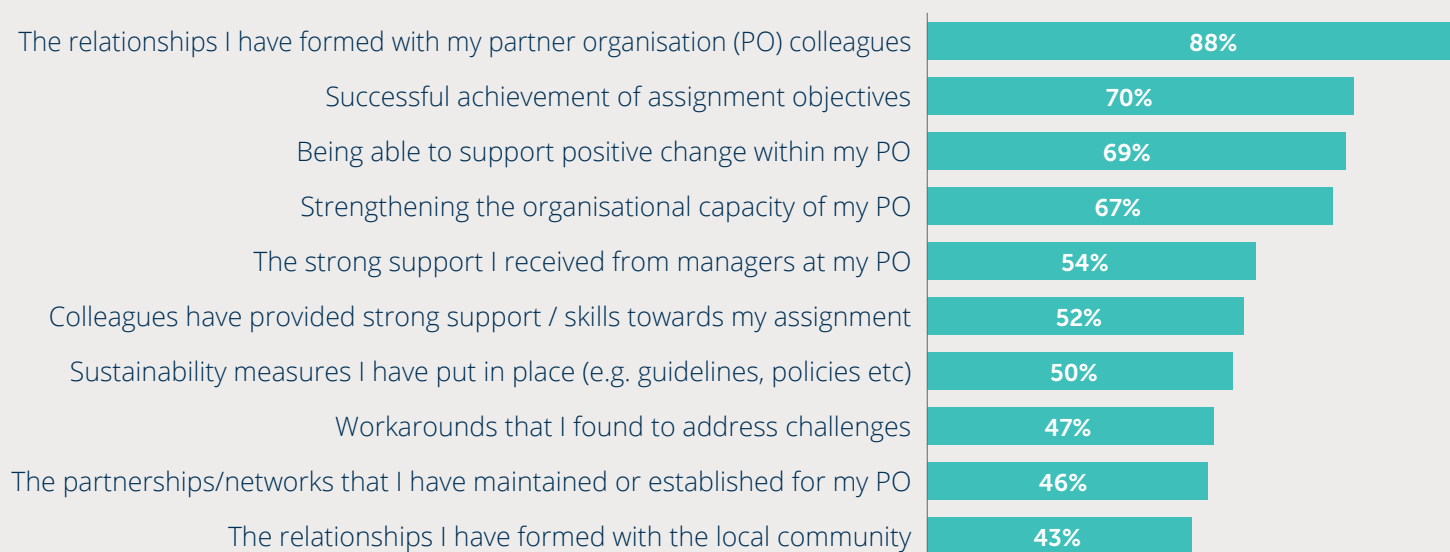 The relationships I have formed with my partner organisation (PO) colleagues 88%
Successful achievement of assignment objectives 70%
Being able to support positive change within my PO 69%
Strengthening the organisational capacity of my PO 67%
The strong support I received from managers at my PO 54%
Colleagues have provided strong support / skills towards my assignment 52%
Sustainability measures I have put in place (e.g. guidelines, policies etc) 50%
Workarounds that I found to address challenges 47%
The partnerships/networks that I have maintained or established for my PO 46%
The relationships I have formed with the local community 43%